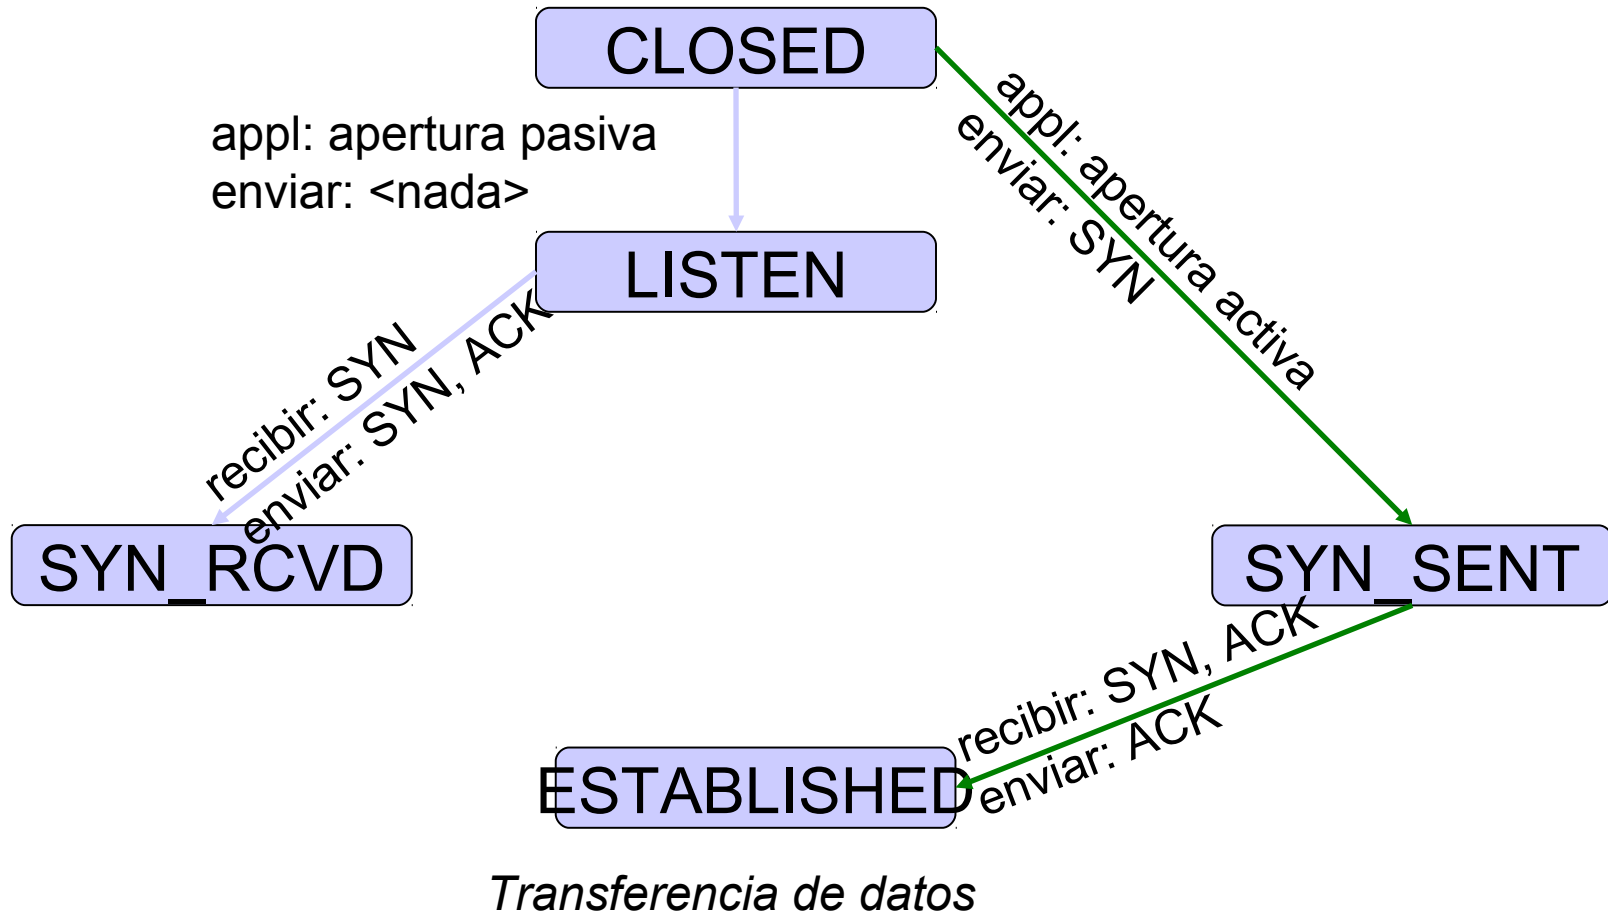 CLOSED
appl: apertura pasiva
enviar: <nada>
appl: apertura activa
enviar: SYN
LISTEN
recibir: SYN
enviar: SYN, ACK
SYN_RCVD
SYN_SENT
recibir: SYN, ACK
enviar: ACK
ESTABLISHED
Transferencia de datos